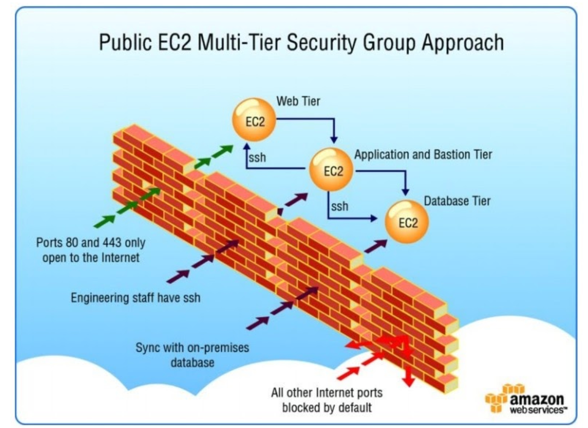 Public EC2 Multi-Tier Security Group Approach
Web Tier
EC2
ssh
Application and Bastion Tier
EC2
ssh
Database Tier
EC2
Ports 80 and 443 only
open to the Internet
Engineering staff have ssh
Sync with on-premises
database
All other Internet ports
blocked by default
amazon
webservices™